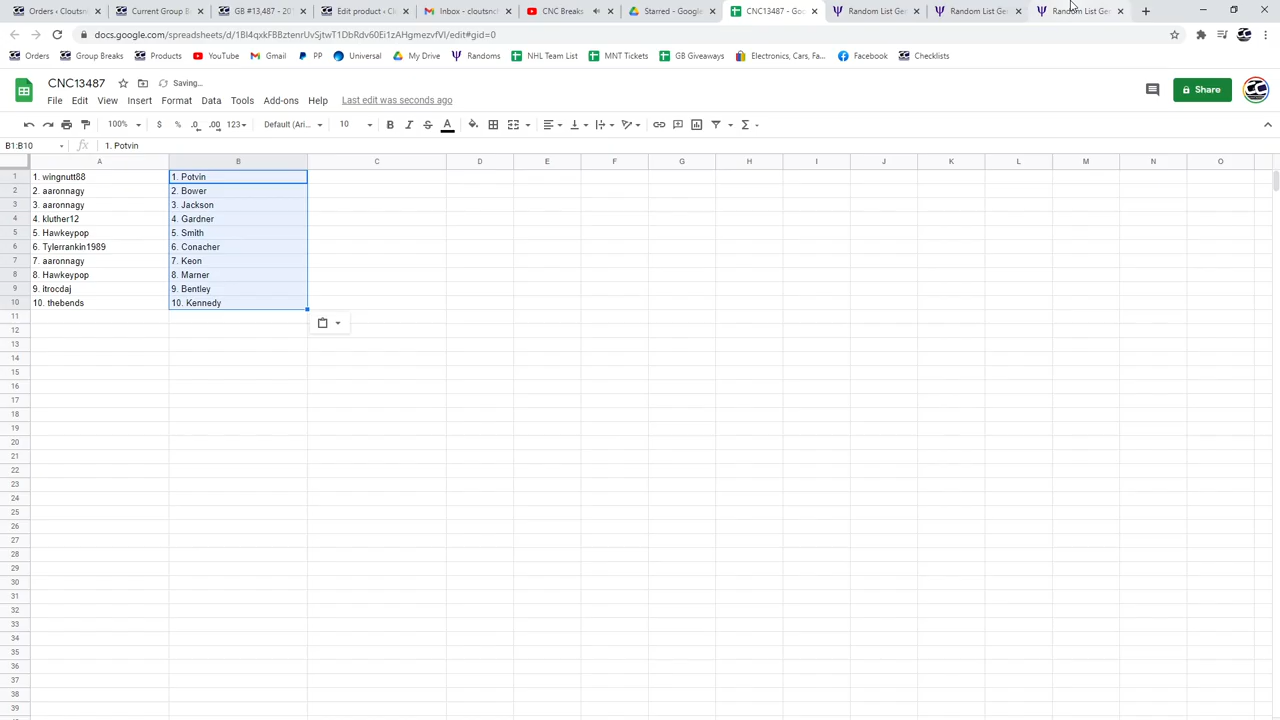 Orders ‹ Cloutsn
Current Group B
GB #13,487 - 20
Edit product ‹ Cl
Inbox - cloutsnch
CNC Breaks
Starred - Google
CNC13487 - Goo
Random List Ger
Random List Gei
Random List Ger
docs.google.com/spreadsheets/d/1Bl4qxkFBBztenrUvSjtwT1DbRdv60Ei1zAHgmezvfVI/edit#gid=0
Orders
Group Breaks
Products
YouTube
Gmail
PP
Universal
My Drive
Randoms
NHL Team List
MNT Tickets
GB Giveaways
Electronics, Cars, Fa...
Facebook
Checklists
CNC13487
Saving...
File Edit View Insert Format Data Tools Add-ons Help Last edit was seconds ago
Share
100% $ % .0 .00 123 Default (Ari... 10 B I S A
B1:B10 fx 1. Potvin
A B C D E F G H I J K L M N O
1 1. wingnutt88 1. Potvin
2 2. aaronnagy 2. Bower
3 3. aaronnagy 3. Jackson
4 4. kluther12 4. Gardner
5 5. Hawkeypop 5. Smith
6 6. Tylerrankin1989 6. Conacher
7 7. aaronnagy 7. Keon
8 8. Hawkeypop 8. Marner
9 9. itrocdaj 9. Bentley
10 10. thebends 10. Kennedy
11
12
13
14
15
16
17
18
19
20
21
22
23
24
25
26
27
28
29
30
31
32
33
34
35
36
37
38
39